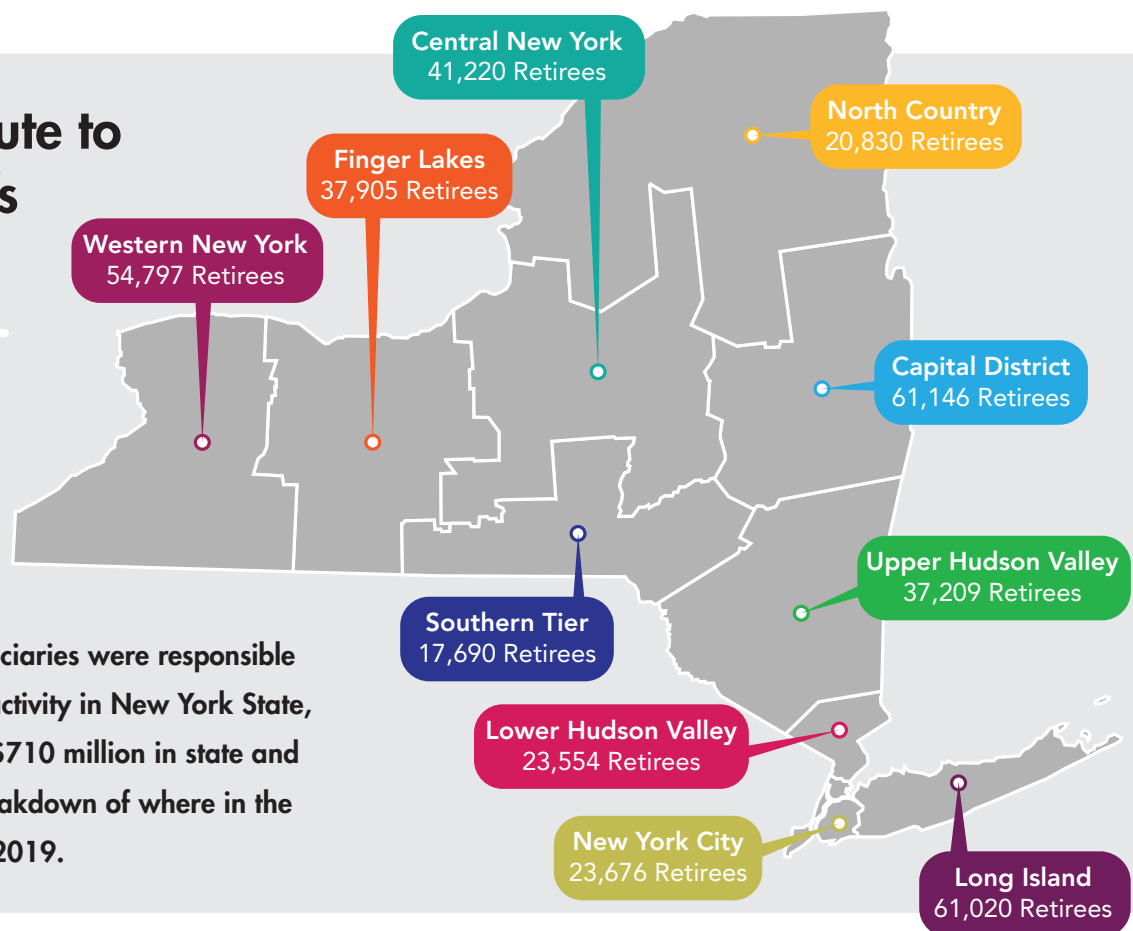 ute to
s
Central New York
41,220 Retirees
North Country
20,830 Retirees
Finger Lakes
37,905 Retirees
Western New York
54,797 Retirees
Capital District
61,146 Retirees
Upper Hudson Valley
37,209 Retirees
Southern Tier
17,690 Retirees
ciaries were responsible
activity in New York State,
$710 million in state and
akdown of where in the
2019.
Lower Hudson Valley
23,554 Retirees
New York City
23,676 Retirees
Long Island
61,020 Retirees